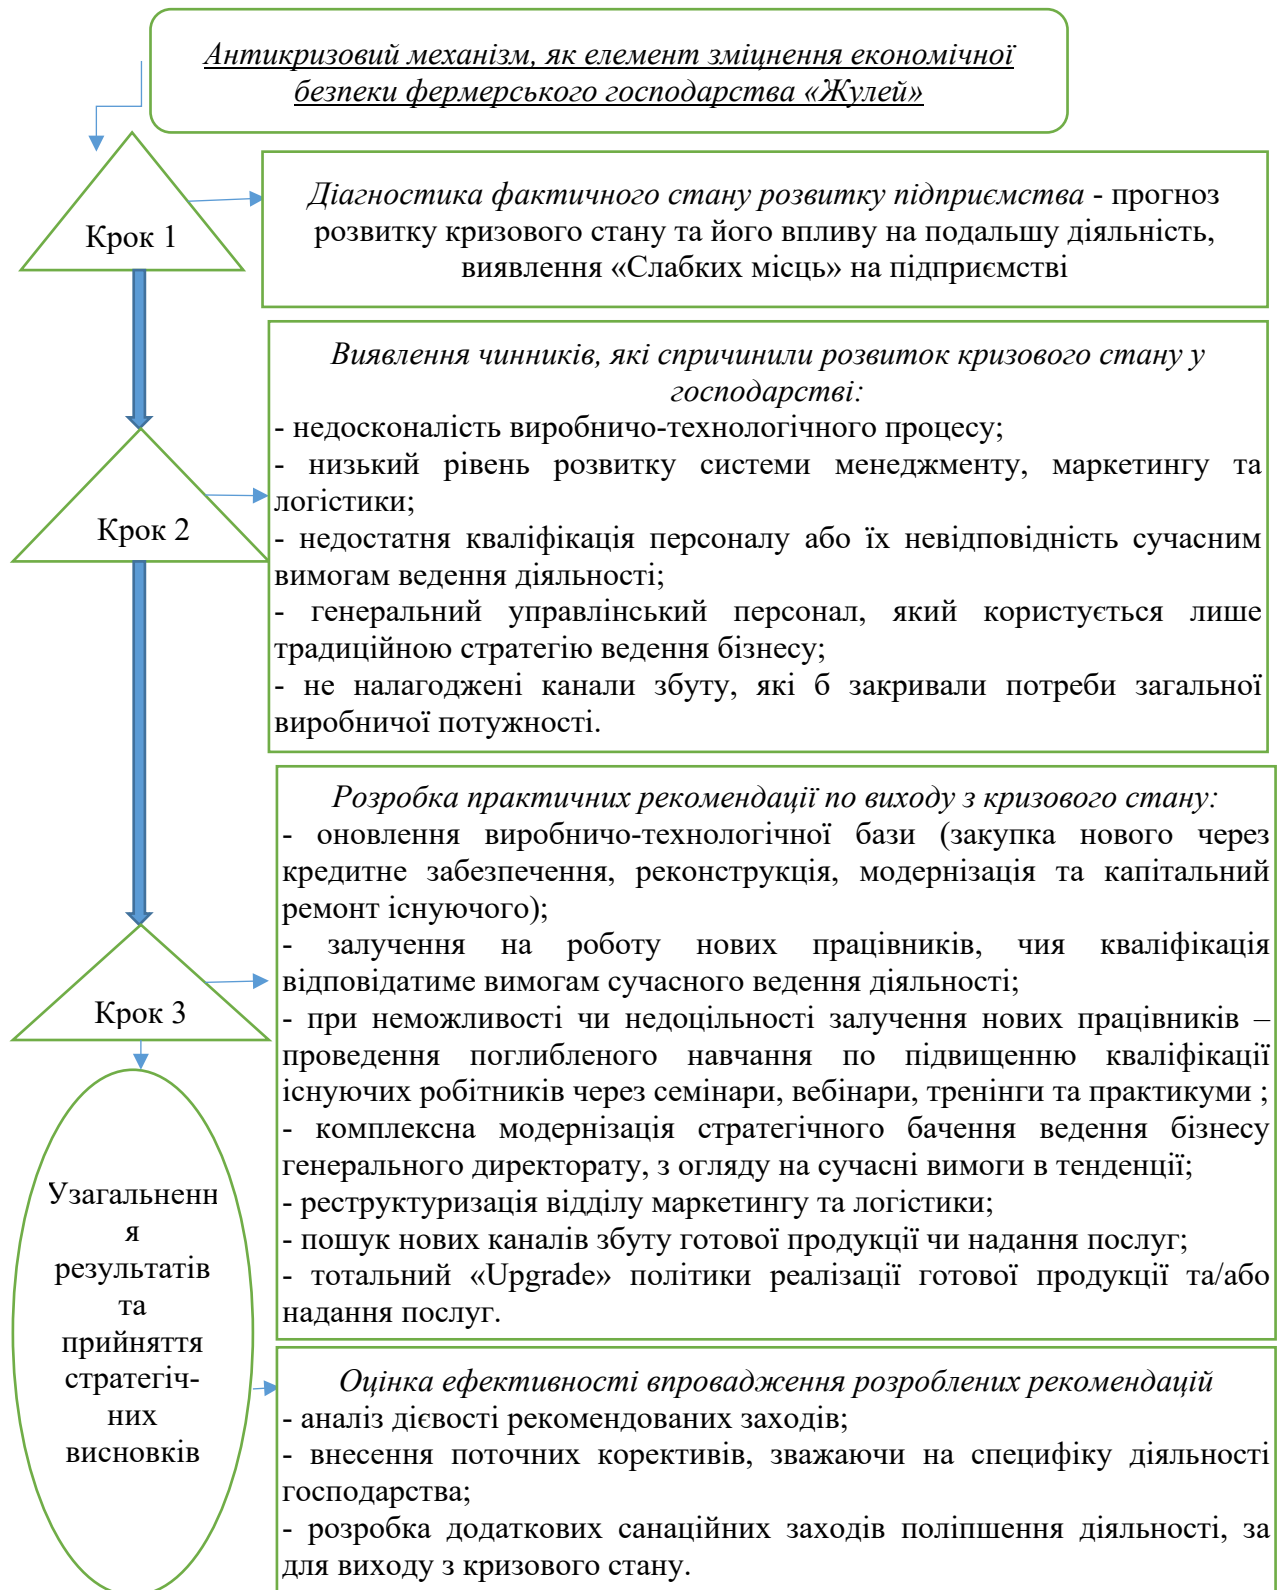 Антикризовий механізм, як елемент зміцнення економічної
безпеки фермерського господарства «Жулей»
Крок 1
Діагностика фактичного стану розвитку підприємства - прогноз
розвитку кризового стану та його впливу на подальшу діяльність,
виявлення «Слабких місць» на підприємстві
Крок 2
Виявлення чинників, які спричинили розвиток кризового стану у
господарстві:
- недосконалість виробничо-технологічного процесу;
- низький рівень розвитку системи менеджменту, маркетингу та
логістики;
- недостатня кваліфікація персоналу або їх невідповідність сучасним
вимогам ведення діяльності;
- генеральний управлінський персонал, який користується лише
традиційною стратегію ведення бізнесу;
- не налагоджені канали збуту, які б закривали потреби загальної
виробничої потужності.
Крок 3
Розробка практичних рекомендації по виходу з кризового стану:
- оновлення виробничо-технологічної бази (закупка нового через
кредитне забезпечення, реконструкція, модернізація та капітальний
ремонт існуючого);
- залучення на роботу нових працівників, чия кваліфікація
відповідатиме вимогам сучасного ведення діяльності;
- при неможливості чи недоцільності залучення нових працівників –
проведення поглибленого навчання по підвищенню кваліфікації
існуючих робітників через семінари, вебінари, тренінги та практикуми ;
- комплексна модернізація стратегічного бачення ведення бізнесу
генерального директорату, з огляду на сучасні вимоги в тенденції;
- реструктуризація відділу маркетингу та логістики;
- пошук нових каналів збуту готової продукції чи надання послуг;
- тотальний «Upgrade» політики реалізації готової продукції та/або
надання послуг.
Узагальненн
я
результатів
та
прийняття
стратегіч-
них
висновків
Оцінка ефективності впровадження розроблених рекомендацій
- аналіз дієвості рекомендованих заходів;
- внесення поточних корективів, зважаючи на специфіку діяльності
господарства;
- розробка додаткових санаційних заходів поліпшення діяльності, за
для виходу з кризового стану.